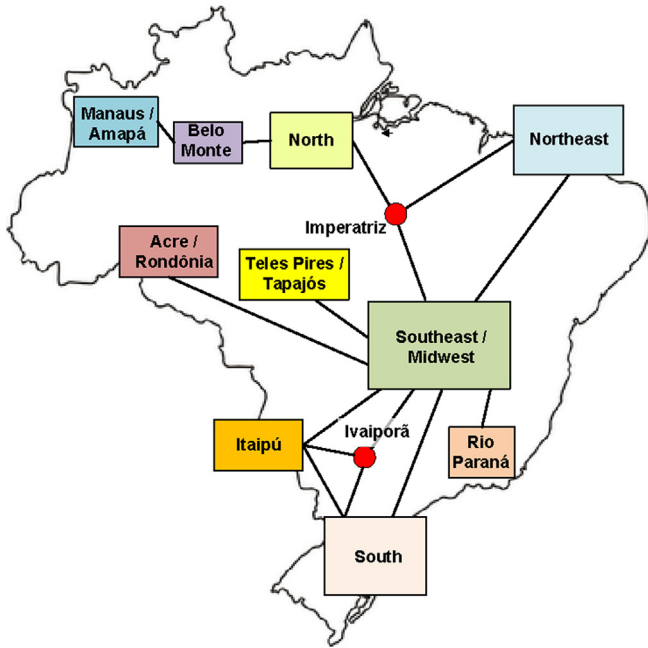 Manaus /
Amapá
Belo
Monte
North
Northeast
Imperatriz
Acre /
Rondônia
Teles Pires /
Tapajós
Southeast /
Midwest
Itaipú
Ivaiporã
Rio
Paraná
South